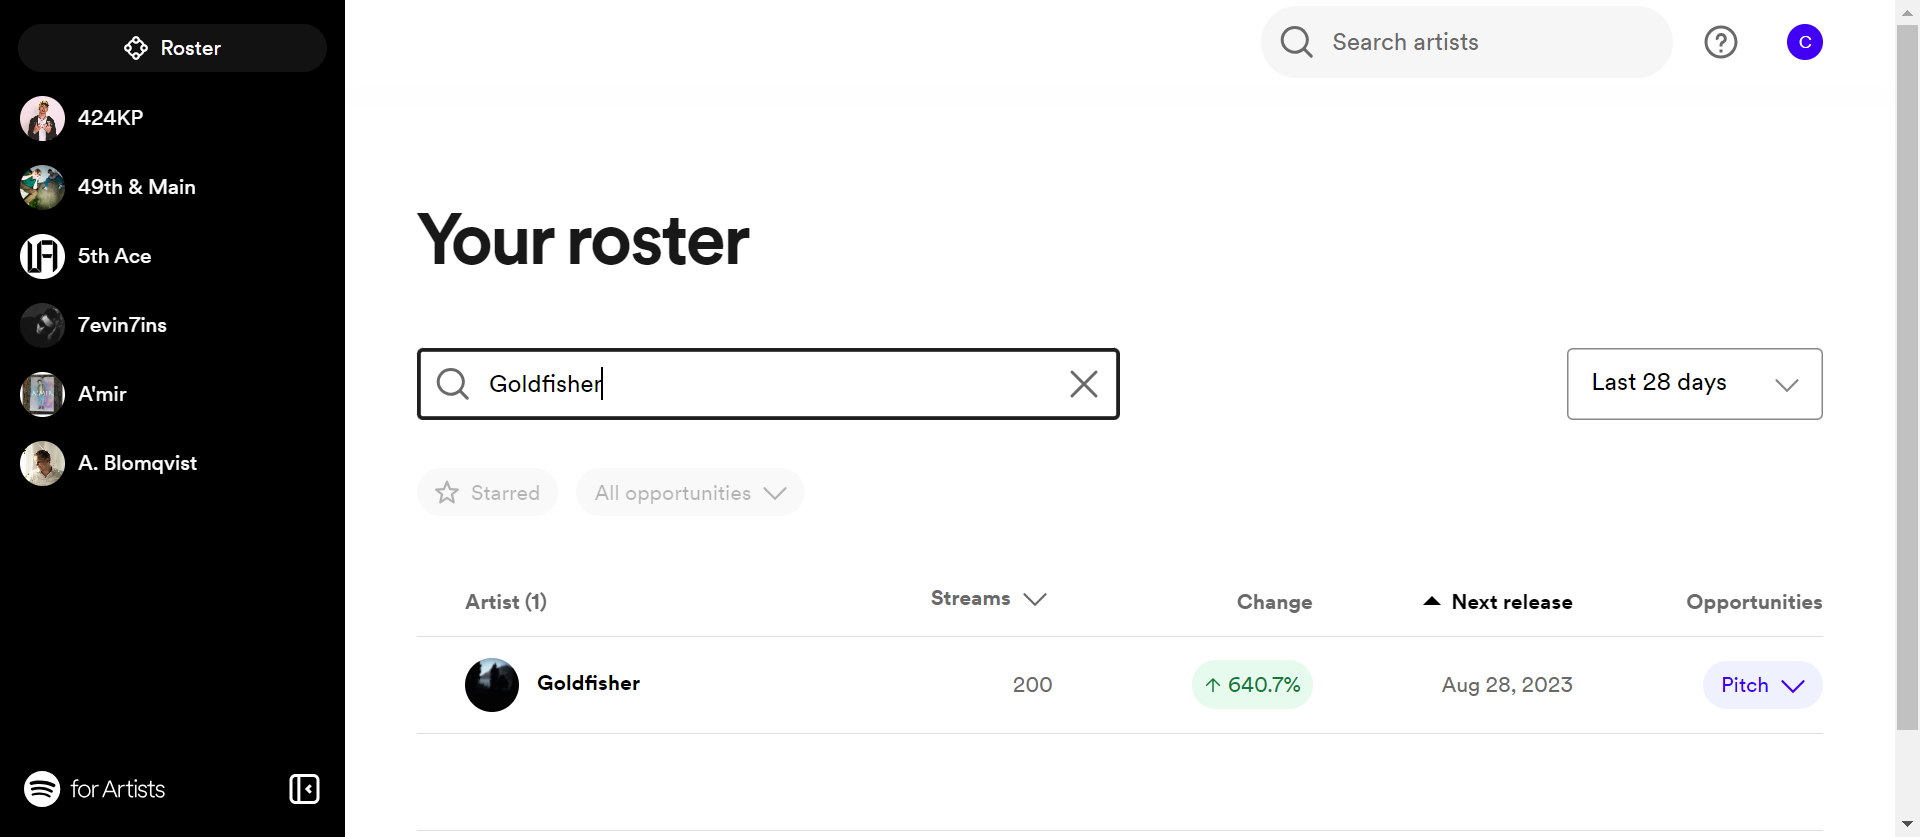 Roster
424KP
49th & Main
5th Ace
7evin7ins
A'mir
A. Blomqvist
for Artists
Search artists
C
Your roster
Goldfisher
Last 28 days
Starred
All opportunities
Artist (1)
Streams
Change
Next release
Opportunities
Goldfisher
200
640.7%
Aug 28, 2023
Pitch